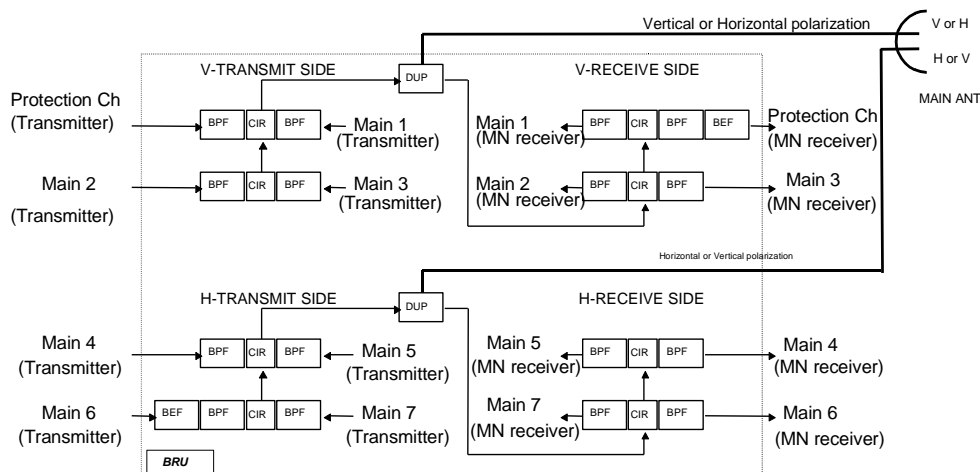 Vertical or Horizontal polarization
V or H
H or V
MAIN ANT
V-TRANSMIT SIDE
DUP
V-RECEIVE SIDE
Protection Ch
(Transmitter)
BPF
CIR
BPF
Main 1
(Transmitter)
Main 1
(MN receiver)
BPF
CIR
BPF
BEF
Protection Ch
(MN receiver)
Main 2
(Transmitter)
BPF
CIR
BPF
Main 3
(Transmitter)
Main 2
(MN receiver)
BPF
CIR
BPF
Main 3
(MN receiver)
Horizontal or Vertical polarization
H-TRANSMIT SIDE
DUP
H-RECEIVE SIDE
Main 4
(Transmitter)
BPF
CIR
BPF
Main 5
(Transmitter)
Main 5
(MN receiver)
BPF
CIR
BPF
Main 4
(MN receiver)
Main 6
(Transmitter)
BEF
BPF
CIR
BPF
Main 7
(Transmitter)
Main 7
(MN receiver)
BPF
CIR
BPF
Main 6
(MN receiver)
BRU